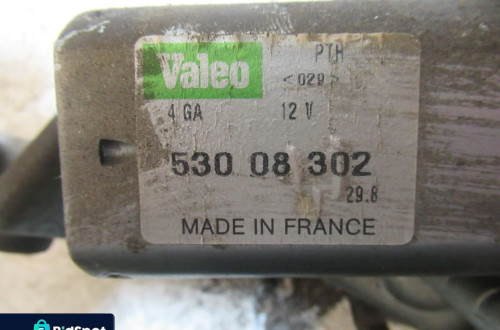 Valeo
PTH
<029>
4 GA 12 V
530 08 302
29.8
MADE IN FRANCE